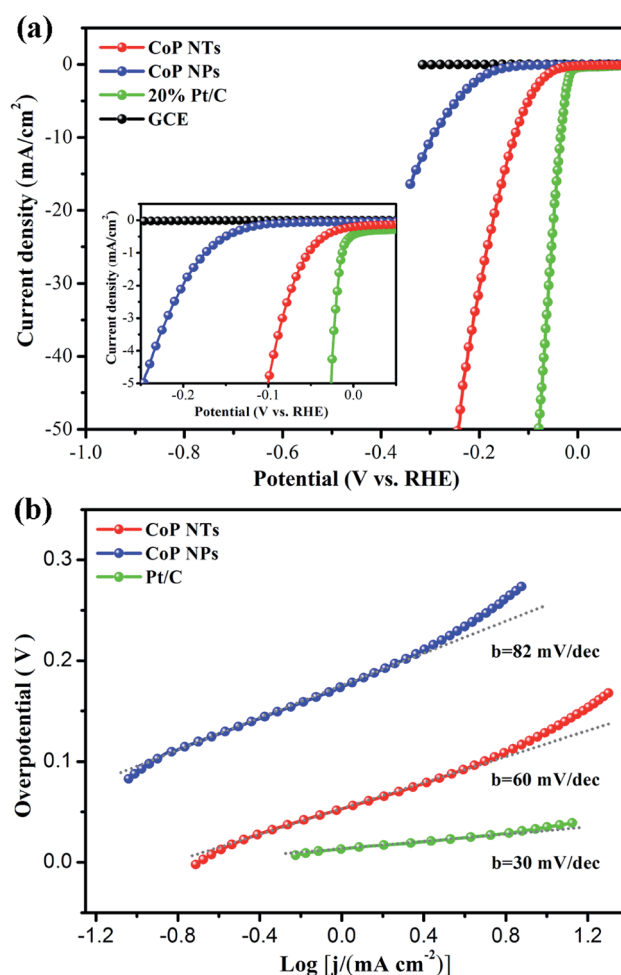 (a)
CoP NTs
CoP NPs
20% Pt/C
GCE
Current density (mA/cm²)
0
-10
-20
-30
-40
-50
Current density (mA/cm²)
1
0
-1
-2
-3
-4
-5
-0.2 -0.1 0.0
Potential (V vs. RHE)
-1.0 -0.8 -0.6 -0.4 -0.2 0.0
Potential (V vs. RHE)
(b)
CoP NTs
CoP NPs
Pt/C
Overpotential ( V )
0.3
0.2
0.1
0.0
b=82 mV/dec
b=60 mV/dec
b=30 mV/dec
-1.2 -0.8 -0.4 0.0 0.4 0.8 1.2
Log [j/(mA cm⁻²)]